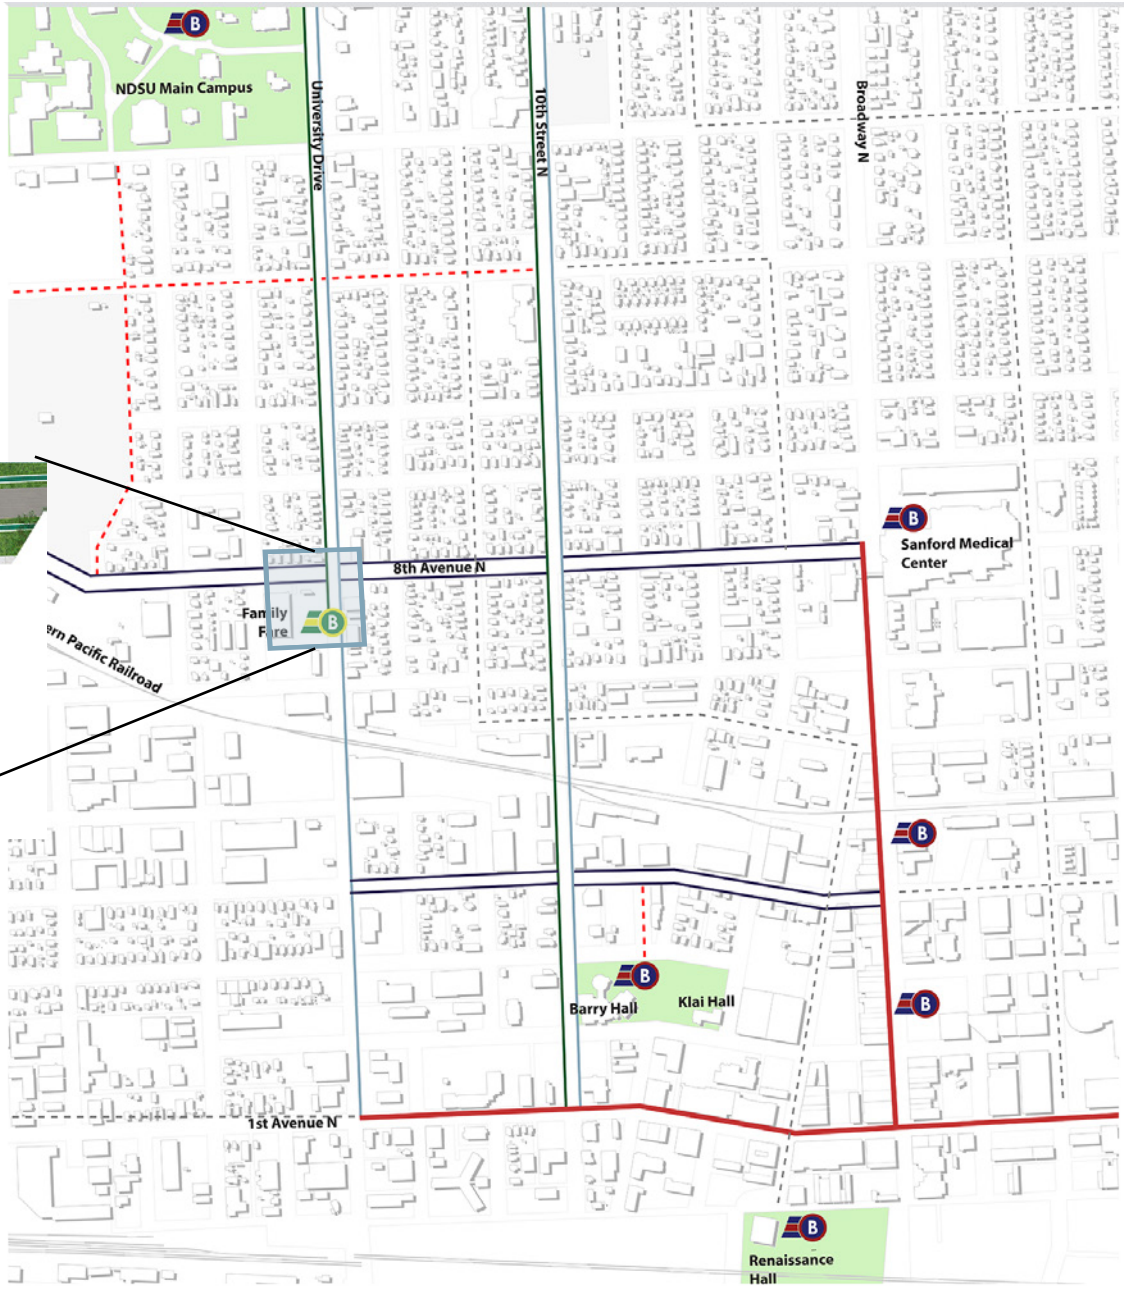 B
NDSU Main Campus
University Drive
10th Street N
Broadway N
B
Sanford Medical
Center
8th Avenue N
Family
Fare
B
ern Pacific Railroad
B
B
Barry Hall
Klai Hall
B
1st Avenue N
B
Renaissance
Hall